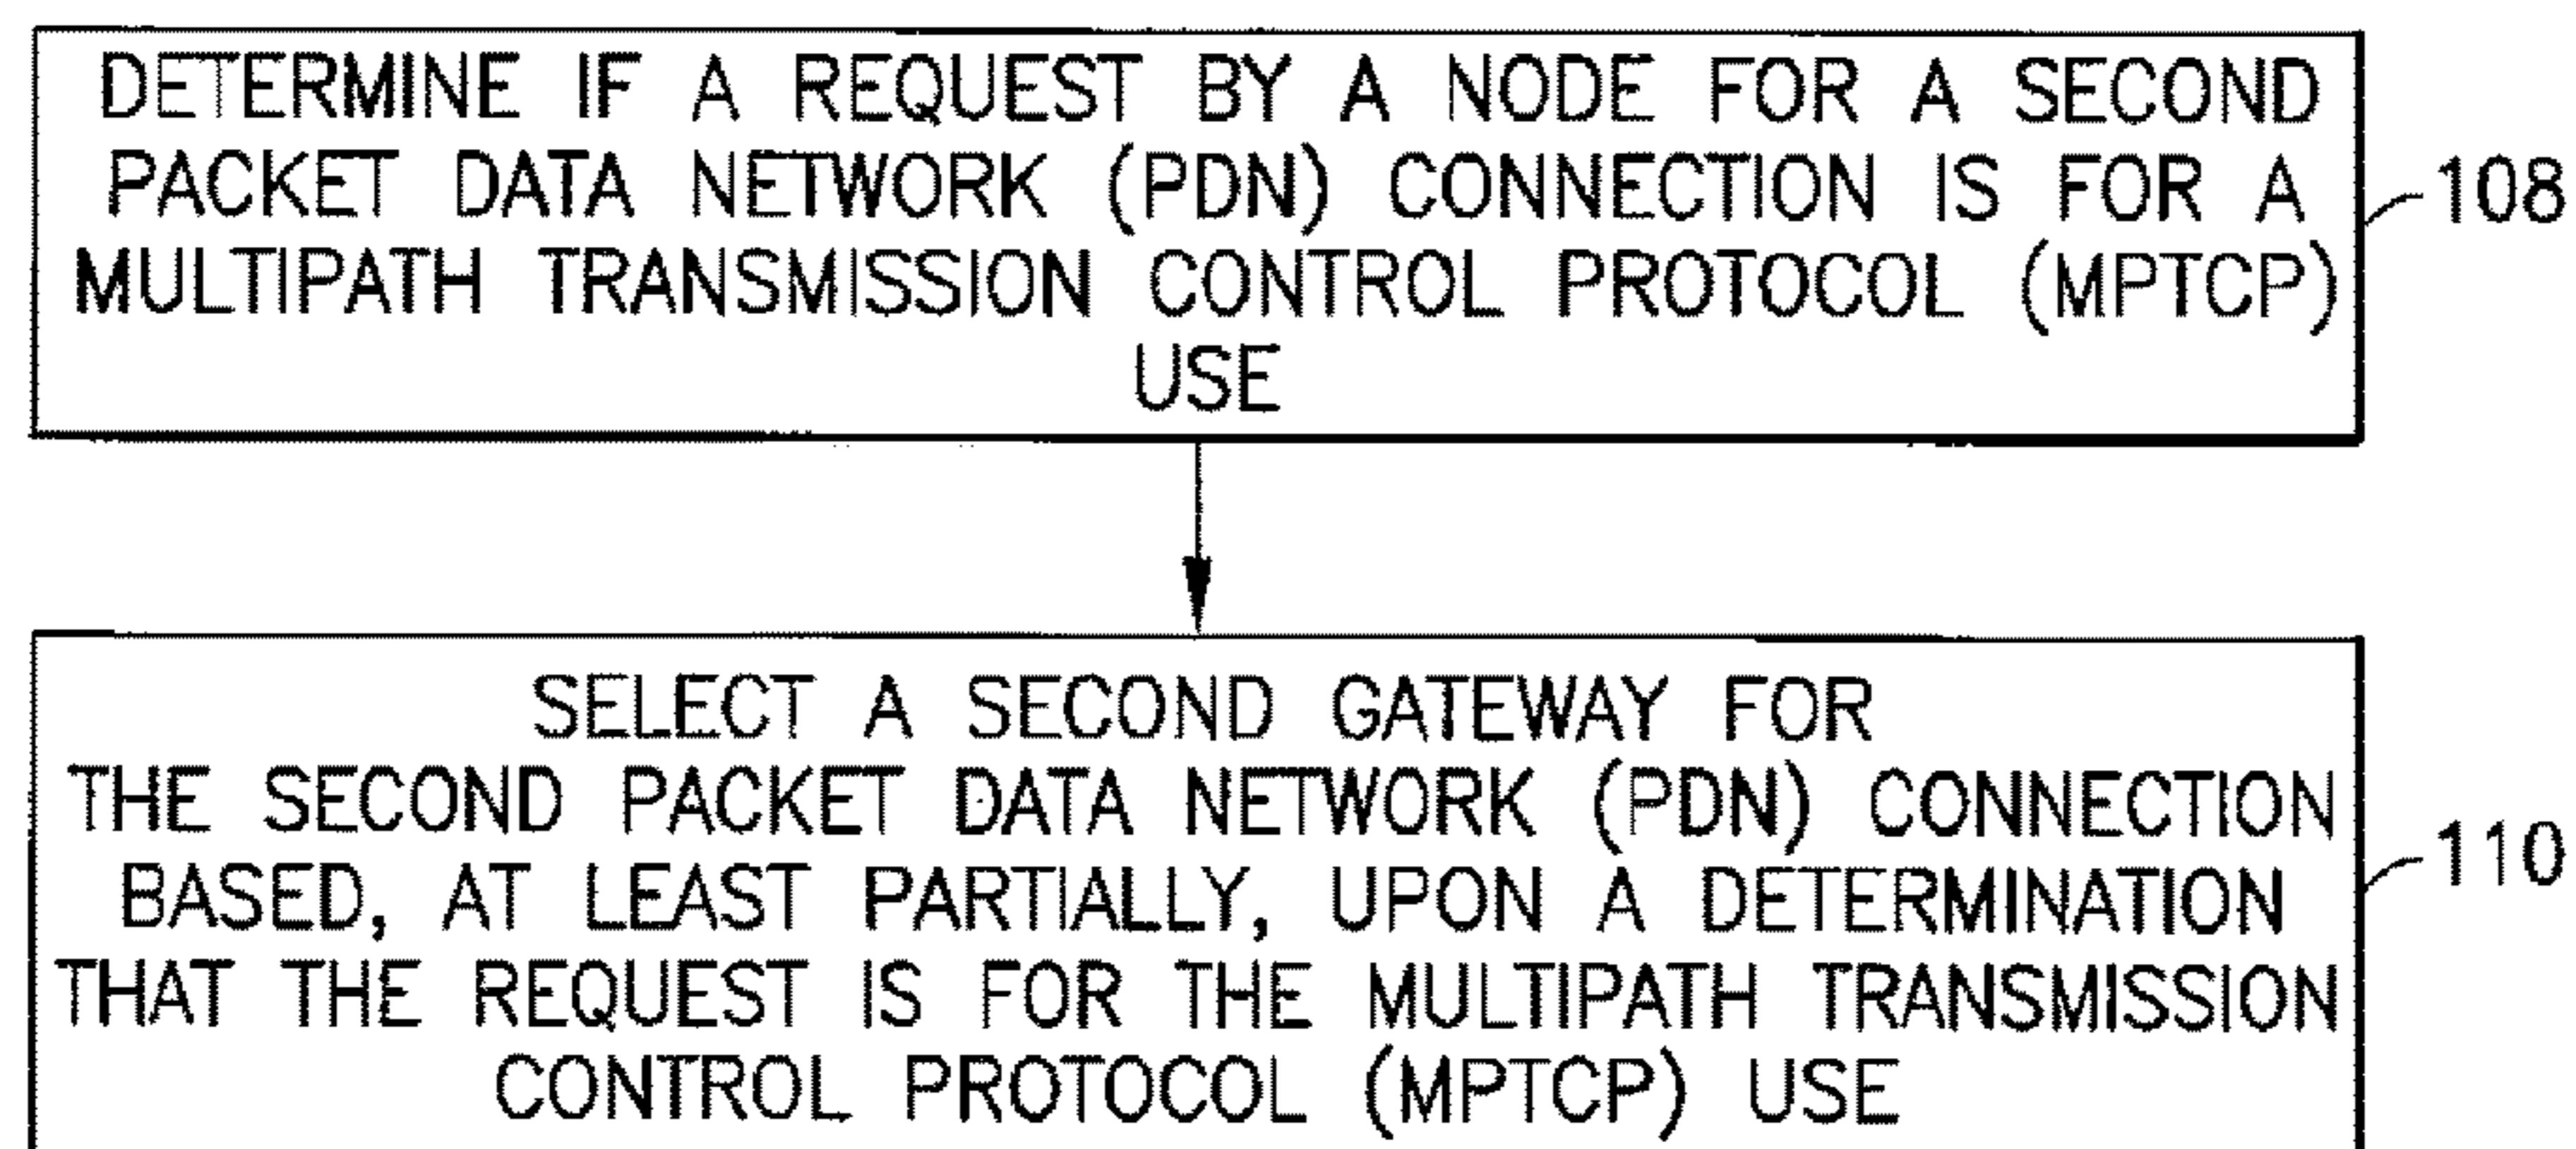 DETERMINE IF A REQUEST BY A NODE FOR A SECOND
PACKET DATA NETWORK (PDN) CONNECTION IS FOR A
MULTIPATH TRANSMISSION CONTROL PROTOCOL (MPTCP)
USE
108
SELECT A SECOND GATEWAY FOR
THE SECOND PACKET DATA NETWORK (PDN) CONNECTION
BASED, AT LEAST PARTIALLY, UPON A DETERMINATION
THAT THE REQUEST IS FOR THE MULTIPATH TRANSMISSION
CONTROL PROTOCOL (MPTCP) USE
110